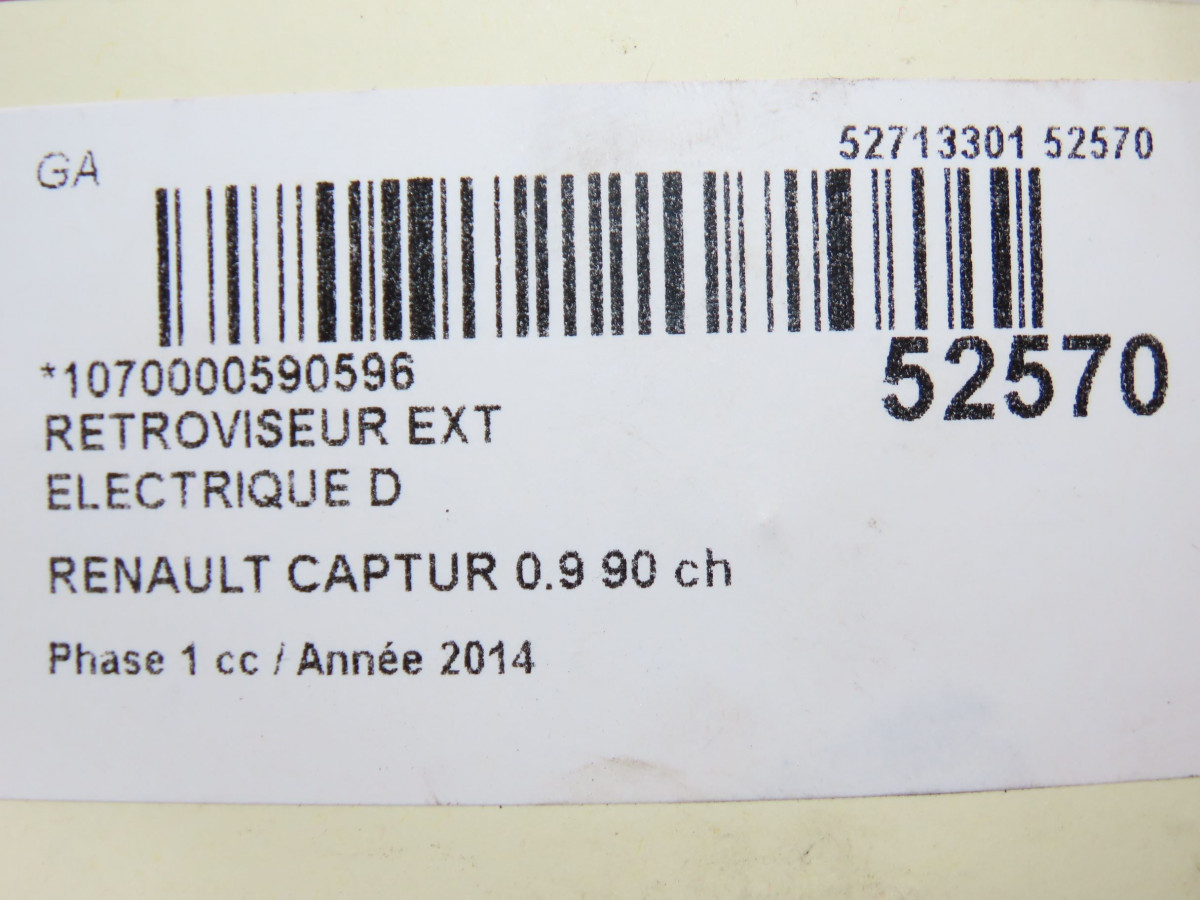 GA
52713301 52570
*1070000590596
52570
RETROVISEUR EXT
ELECTRIQUE D
RENAULT CAPTUR 0.9 90 ch
Phase 1 cc / Année 2014